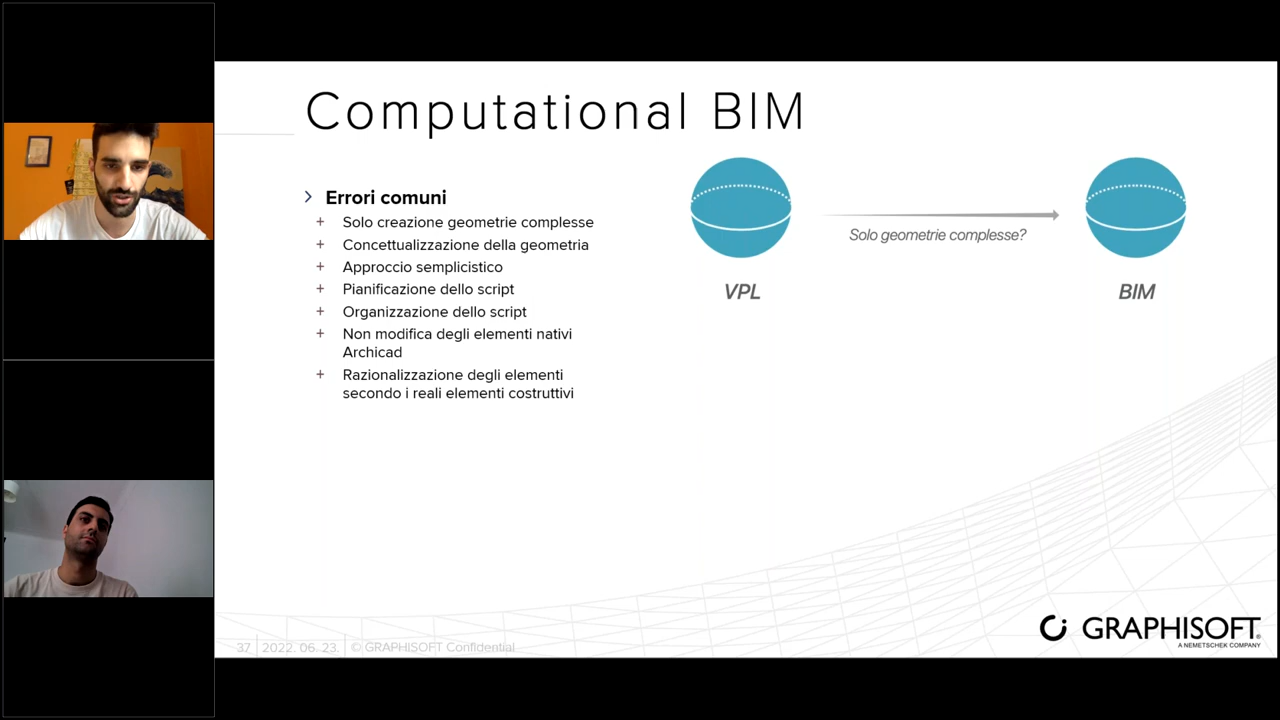 Computational BIM
Errori comuni
+ Solo creazione geometrie complesse
+ Concettualizzazione della geometria
+ Approccio semplicistico
+ Pianificazione dello script
+ Organizzazione dello script
+ Non modifica degli elementi nativi
Archicad
+ Razionalizzazione degli elementi
secondo i reali elementi costruttivi
Solo geometrie complesse?
VPL
BIM
GRAPHISOFT®
A NEMETSCHEK COMPANY
37 | 2022. 06. 23. | © GRAPHISOFT Confidential